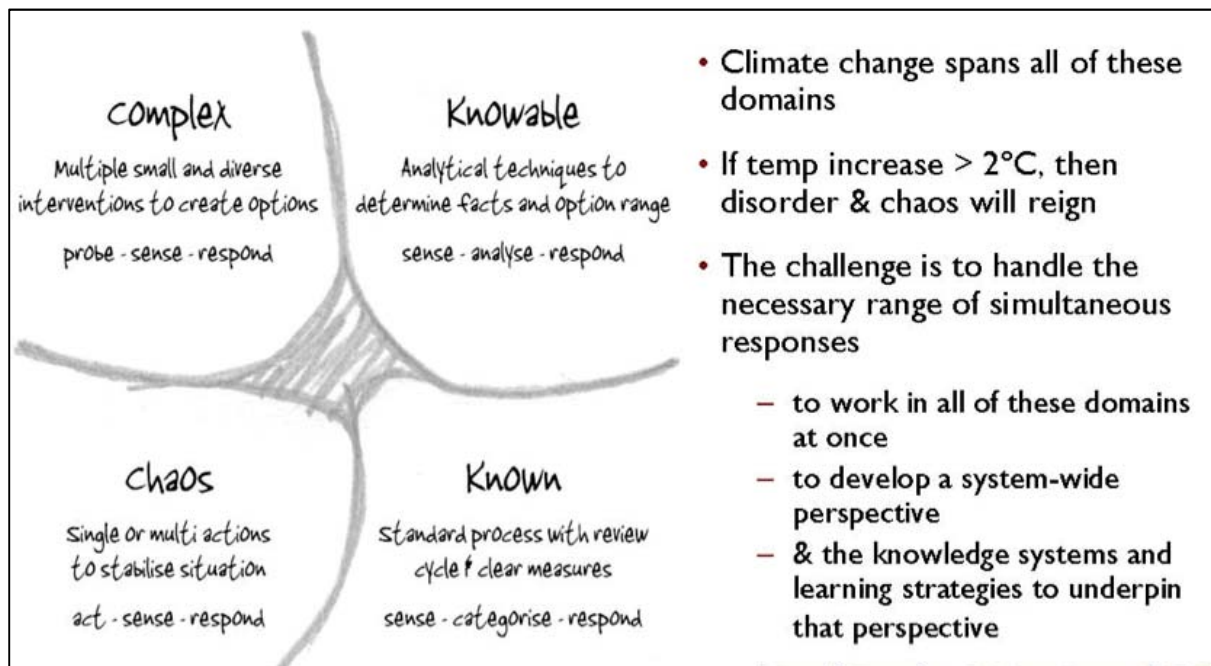 Complex
Multiple small and diverse
interventions to create options
probe - sense - respond
Knowable
Analytical techniques to
determine facts and option range
sense - analyse - respond
Chaos
Single or multi actions
to stabilise situation
act - sense - respond
Known
Standard process with review
cycle & clear measures
sense - categorise - respond
• Climate change spans all of these
domains
• If temp increase > 2°C, then
disorder & chaos will reign
• The challenge is to handle the
necessary range of simultaneous
responses
– to work in all of these domains
at once
– to develop a system-wide
perspective
– & the knowledge systems and
learning strategies to underpin
that perspective